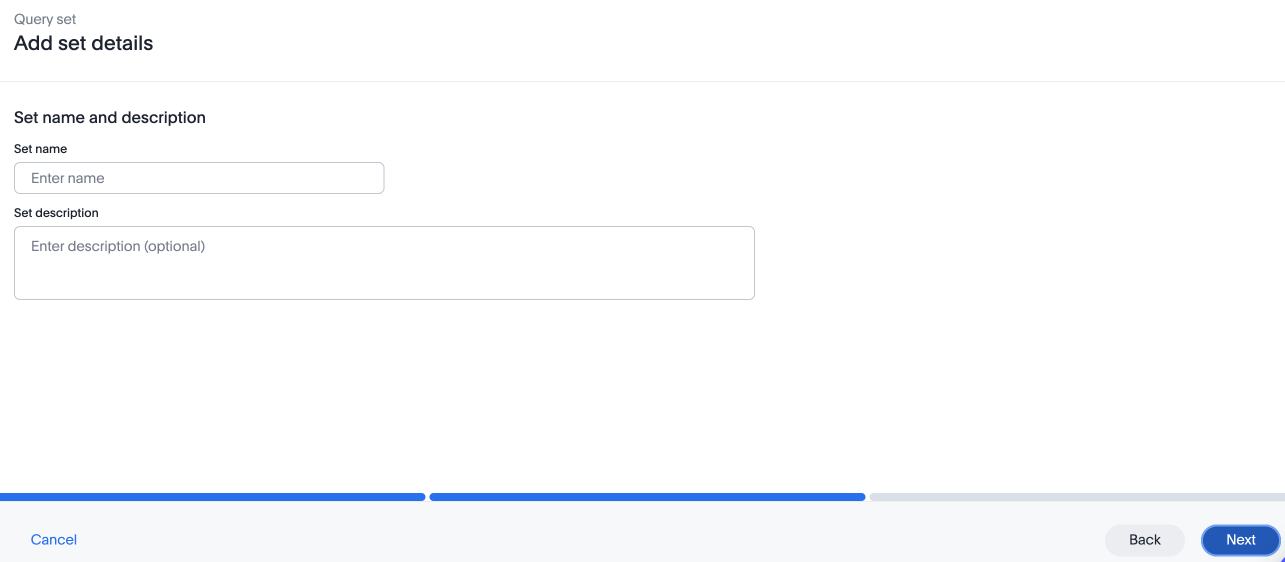 Query set
Add set details
Set name and description
Set name
Enter name
Set description
Enter description (optional)
Cancel
Back
Next